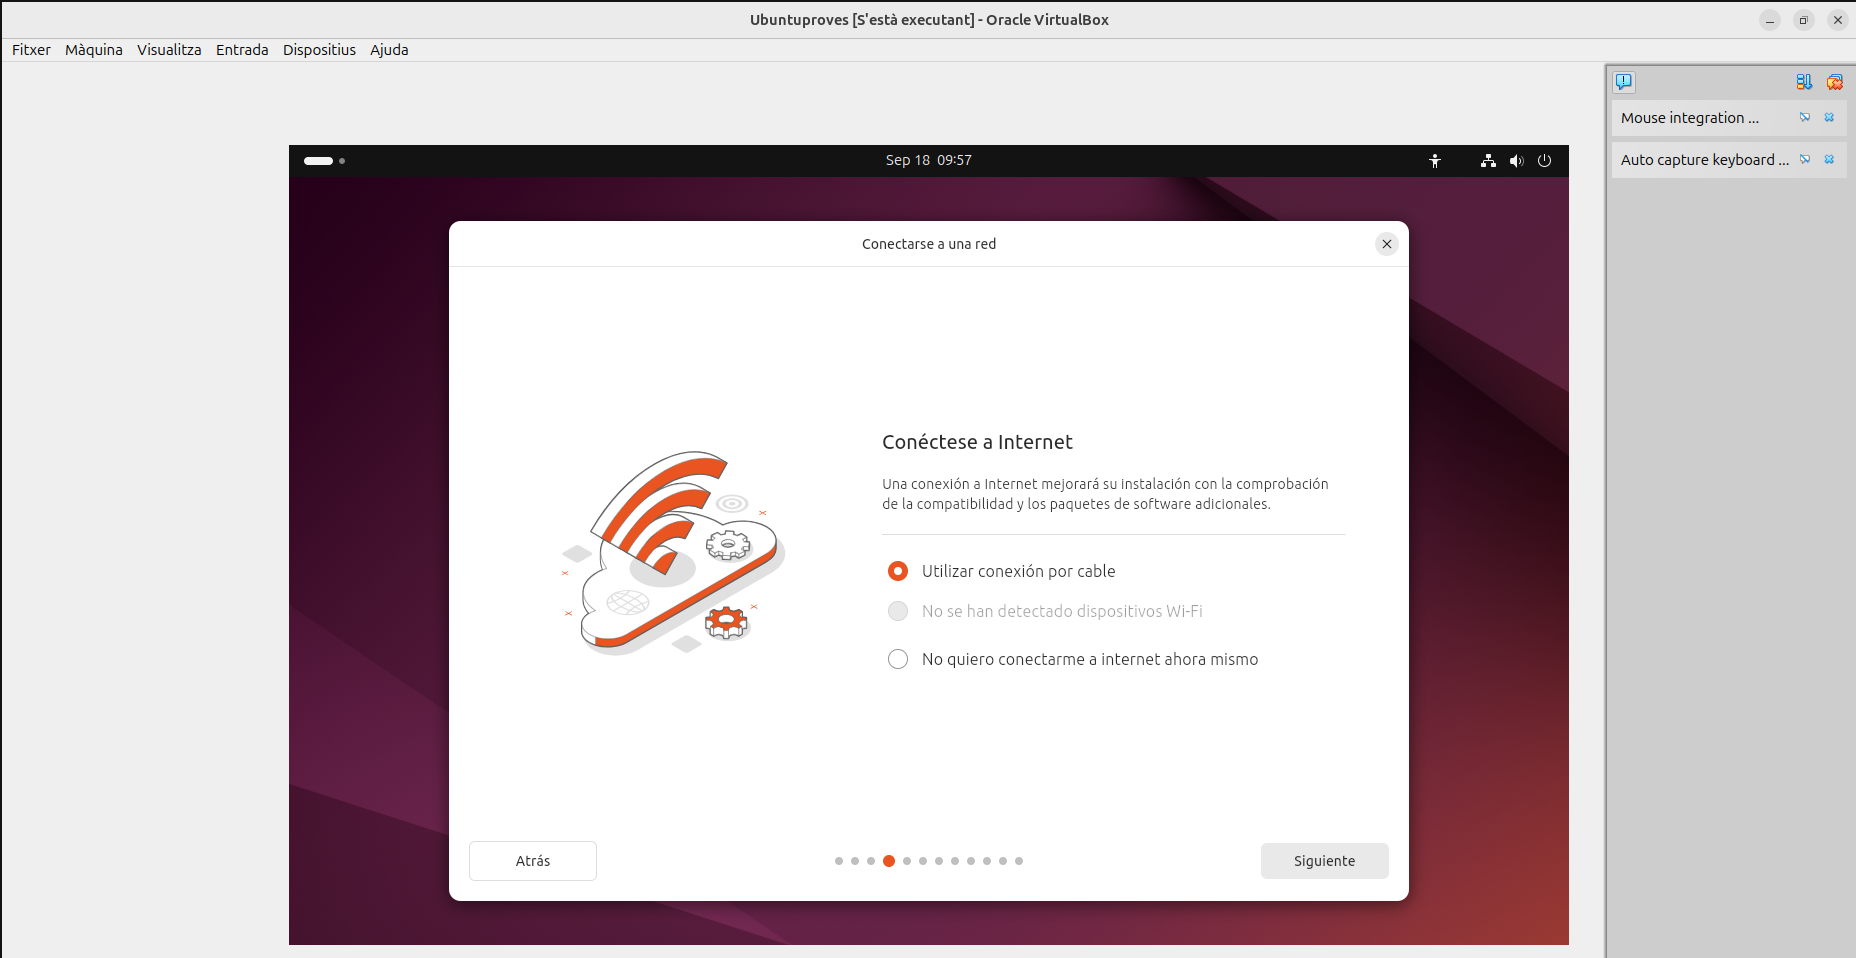 Ubuntuproves [S'està executant] - Oracle VirtualBox
Fitxer Màquina Visualitza Entrada Dispositius Ajuda
Mouse integration ...
Auto capture keyboard ...
Sep 18 09:57
Conectarse a una red
Conéctese a Internet
Una conexión a Internet mejorará su instalación con la comprobación
de la compatibilidad y los paquetes de software adicionales.
Utilizar conexión por cable
No se han detectado dispositivos Wi-Fi
No quiero conectarme a internet ahora mismo
Atrás
Siguiente